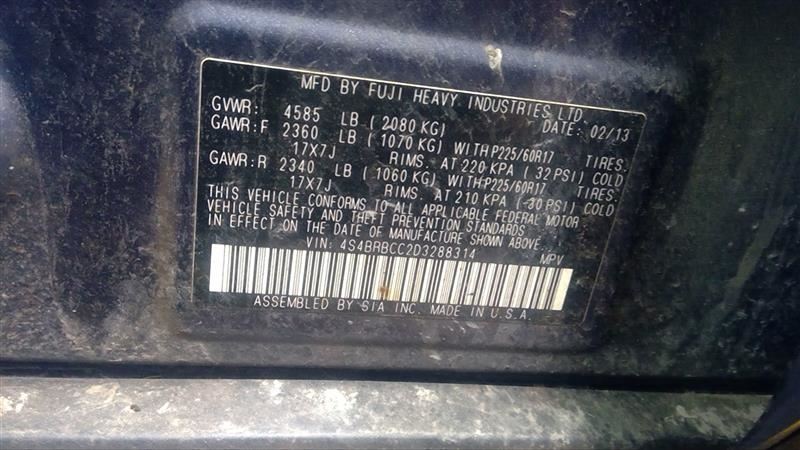 MFD BY FUJI HEAVY INDUSTRIES LTD.
GVWR: 4585 LB (2080 KG) DATE: 02/13
GAWR:F 2360 LB (1070 KG) WITH P225/60R17 TIRES.
17X7J RIMS. AT 220 KPA (32 PSI) COLD
GAWR:R 2340 LB (1060 KG) WITH P225/60R17 TIRES.
17X7J RIMS. AT 210 KPA (30 PSI) COLD
THIS VEHICLE CONFORMS TO ALL APPLICABLE FEDERAL MOTOR
VEHICLE SAFETY AND THEFT PREVENTION STANDARDS
IN EFFECT ON THE DATE OF MANUFACTURE SHOWN ABOVE.
VIN: 4S4BRBCC2D3288314 MPV
ASSEMBLED BY SIA INC. MADE IN U.S.A.